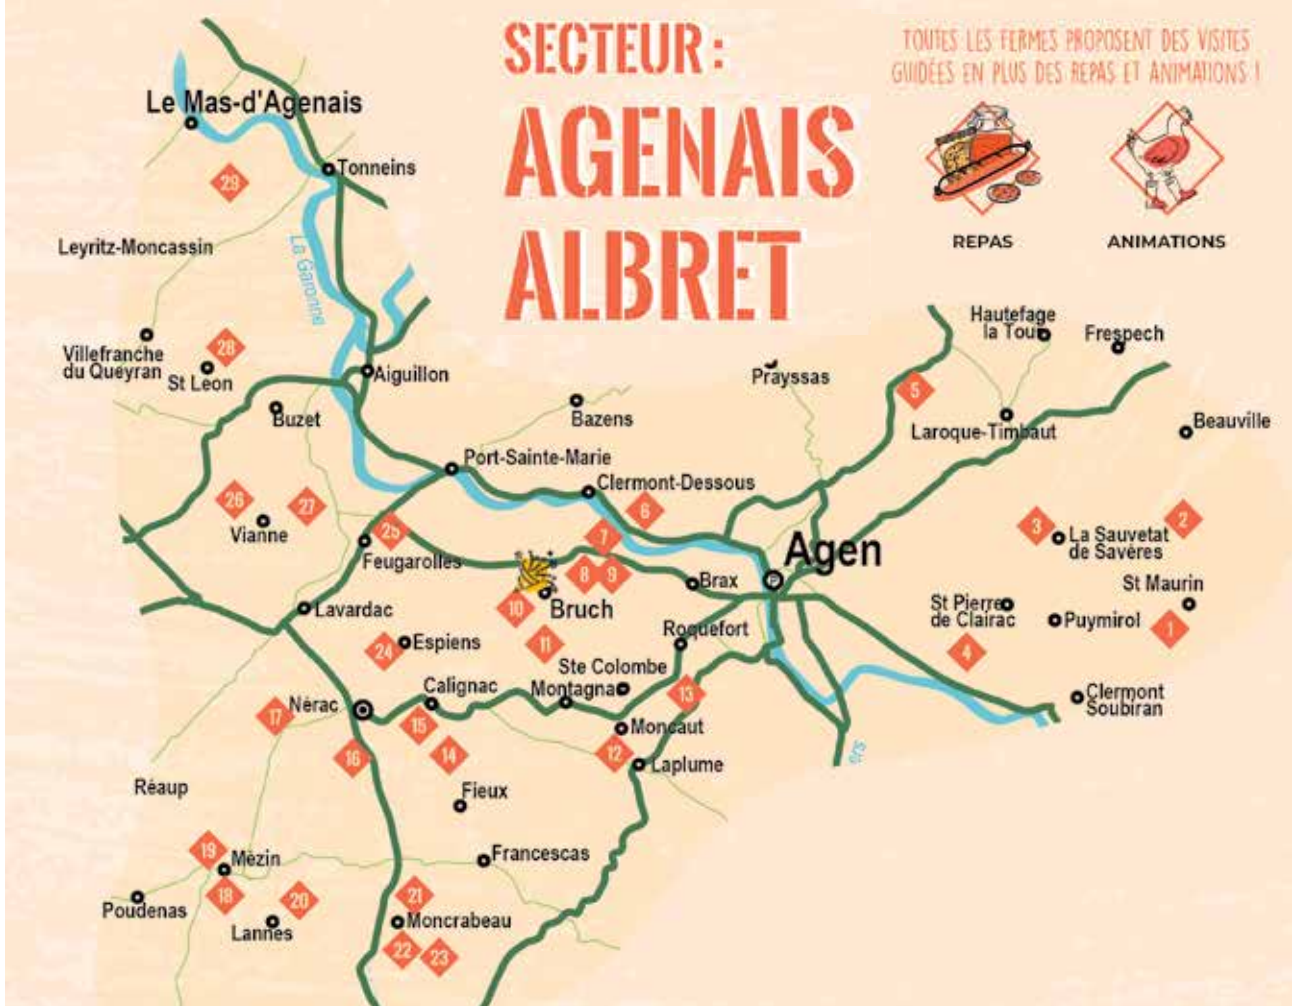 SECTEUR :
AGENAIS
ALBRET
TOUTES LES FERMES PROPOSENT DES VISITES
GUIDÉES EN PLUS DES REPAS ET ANIMATIONS !
REPAS
ANIMATIONS
Le Mas-d'Agenais
Tonneins
29
Leyritz-Moncassin
La Garonne
Villefranche
du Queyran
28
St Leon
Aiguillon
Buzet
Bazens
Prayssas
5
Hautefage
la Tour
Frespech
Laroque-Timbaut
Beauville
Port-Sainte-Marie
Clermont-Dessous
26
27
Vianne
25
Feugarolles
6
7
8
9
Agen
3
La Sauvetat
de Savères
2
St Maurin
1
Brax
10
Bruch
11
St Pierre
de Clairac
4
Puymirol
Lavardac
24
Espiens
Roquefort
Ste Colombe
Montagnac
13
Clermont
Soubiran
17
Nérac
Calignac
15
14
16
Moncaut
12
Laplume
Réaup
Fieux
19
Mèzin
18
20
Francescas
Poudenas
Lannes
21
Moncrabeau
22
23